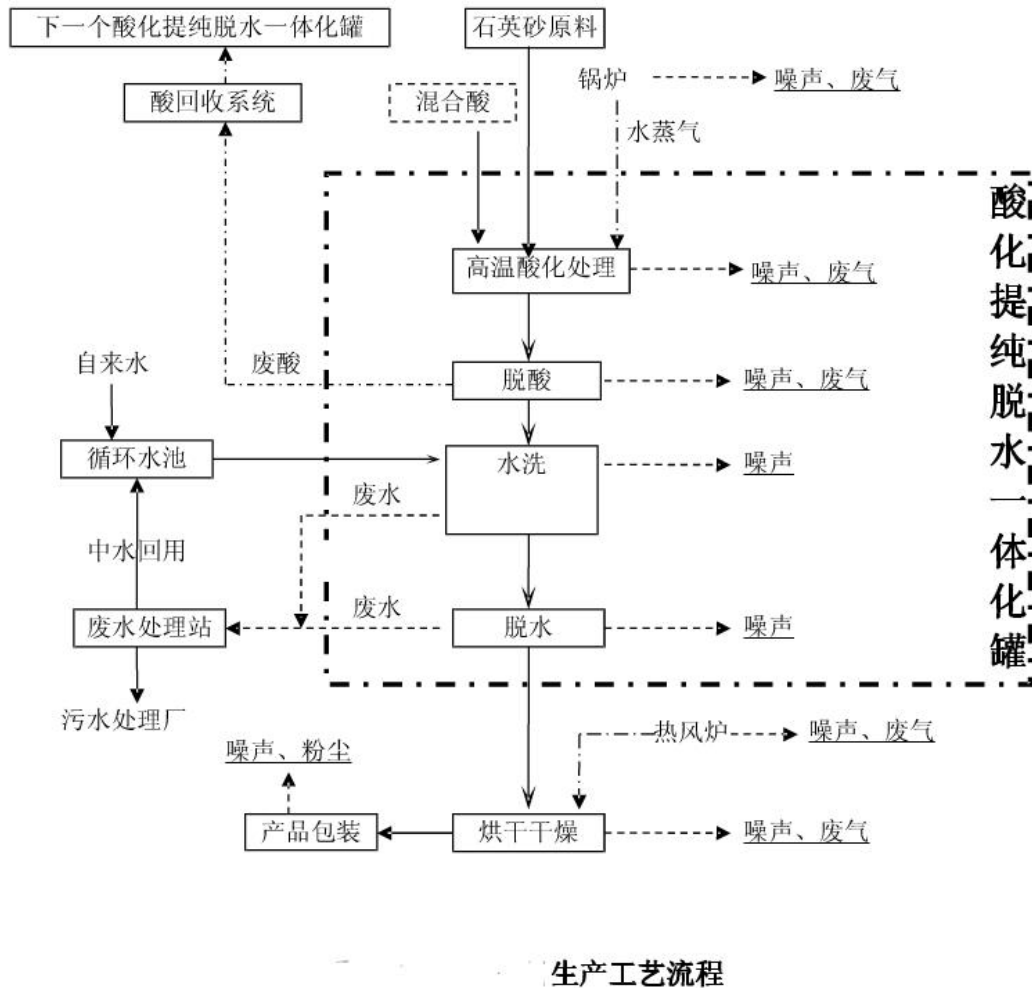 下一个酸化提纯脱水一体化罐
石英砂原料
酸回收系统
混合酸
锅炉
噪声、废气
水蒸气
酸化提纯脱水一体化罐
高温酸化处理
噪声、废气
自来水
废酸
脱酸
噪声、废气
循环水池
水洗
噪声
废水
中水回用
废水处理站
废水
脱水
噪声
污水处理厂
热风炉
噪声、废气
噪声、粉尘
产品包装
烘干干燥
噪声、废气
生产工艺流程